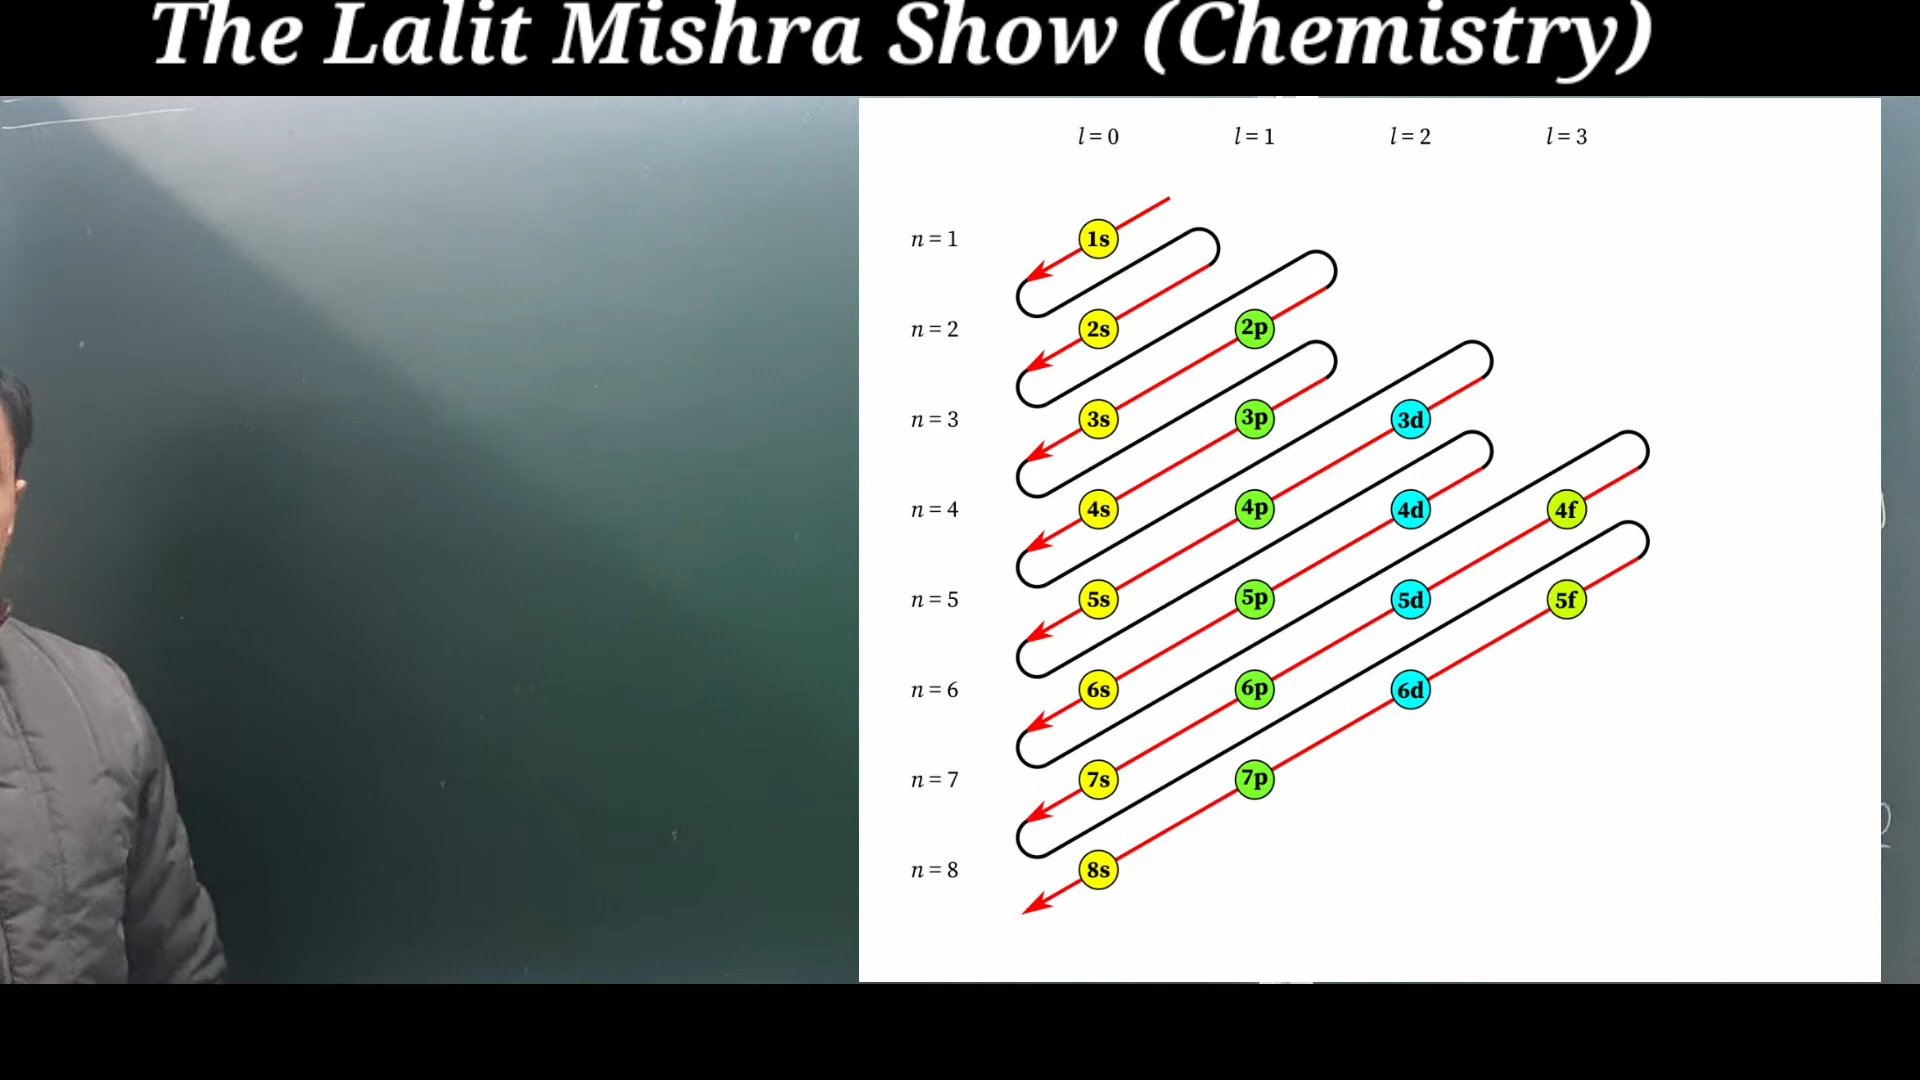 The Lalit Mishra Show (Chemistry)
l = 0 l = 1 l = 2 l = 3
n = 1 1s
n = 2 2s 2p
n = 3 3s 3p 3d
n = 4 4s 4p 4d 4f
n = 5 5s 5p 5d 5f
n = 6 6s 6p 6d
n = 7 7s 7p
n = 8 8s